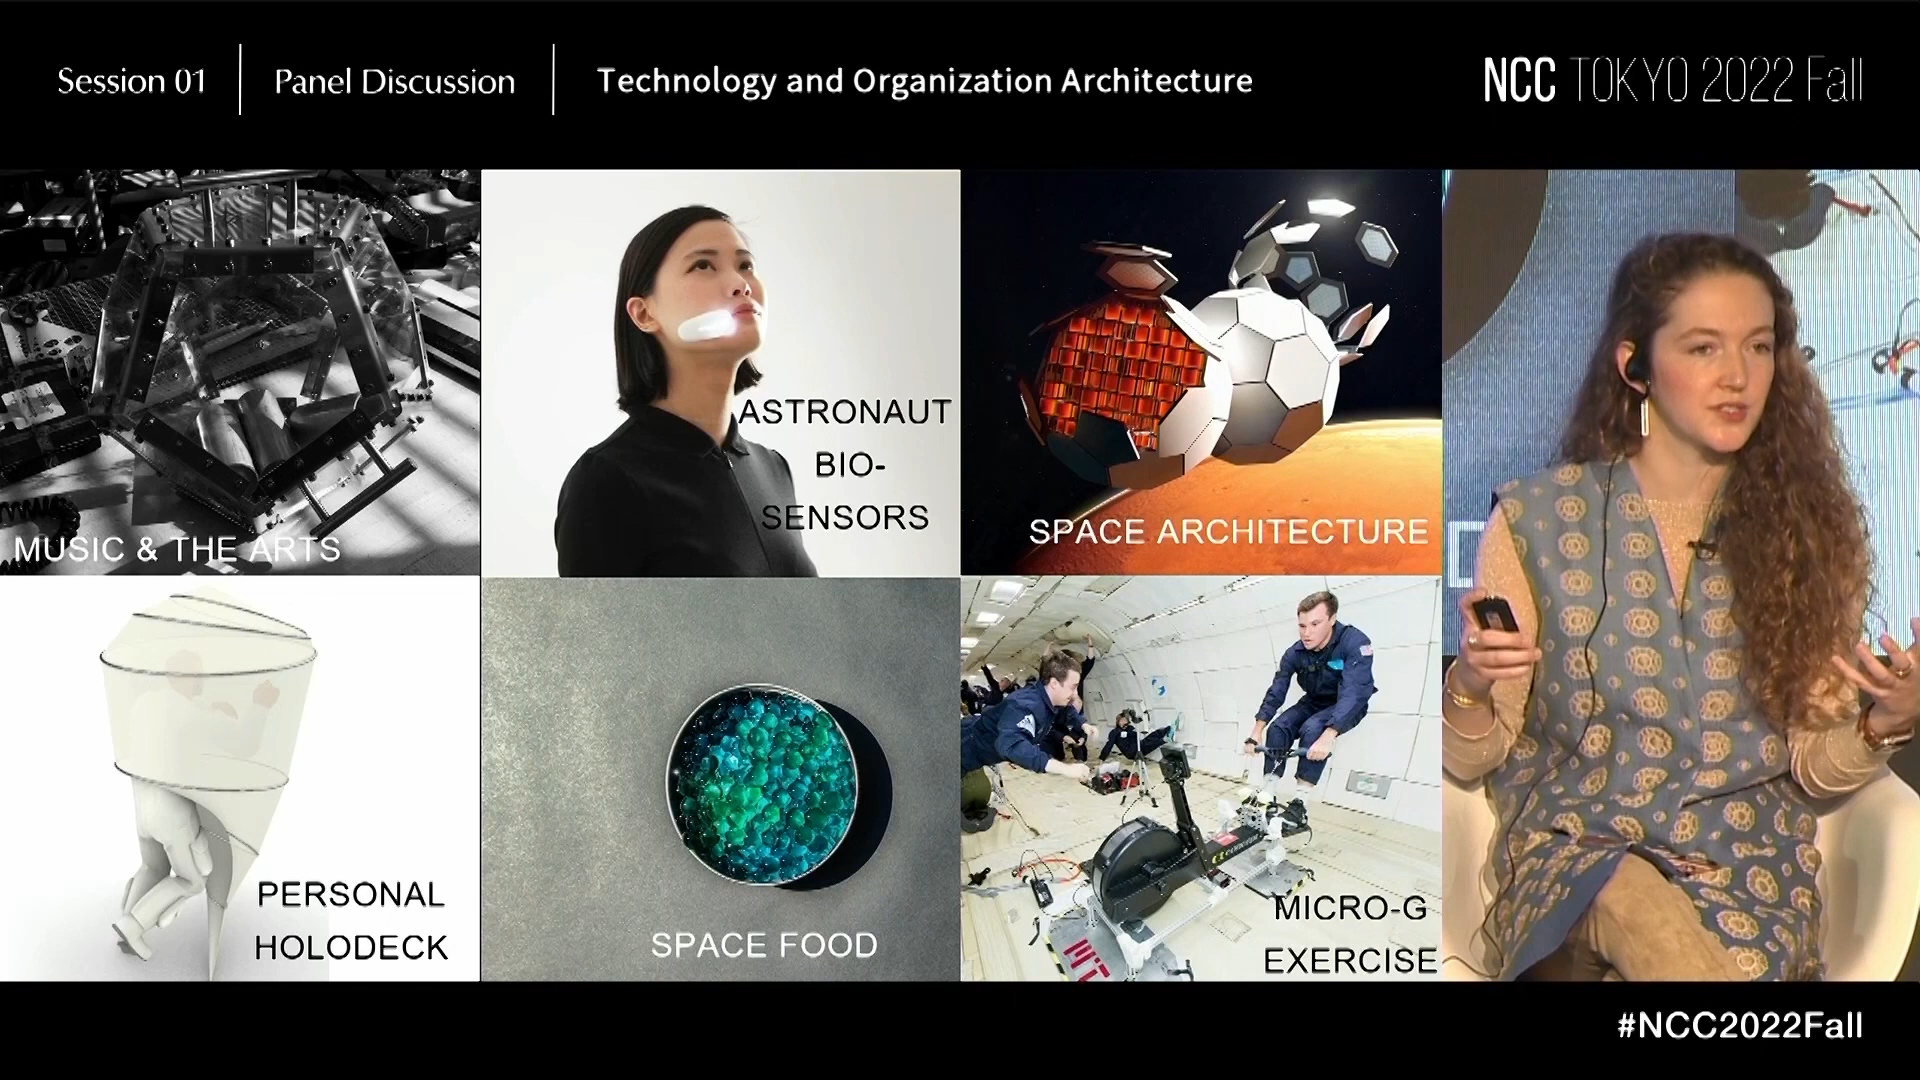 Session 01
Panel Discussion
Technology and Organization Architecture
NCC TOKYO 2022 Fall
MUSIC & THE ARTS
ASTRONAUT
BIO-
SENSORS
SPACE ARCHITECTURE
PERSONAL
HOLODECK
SPACE FOOD
MICRO-G
EXERCISE
MIT
#NCC2022Fall